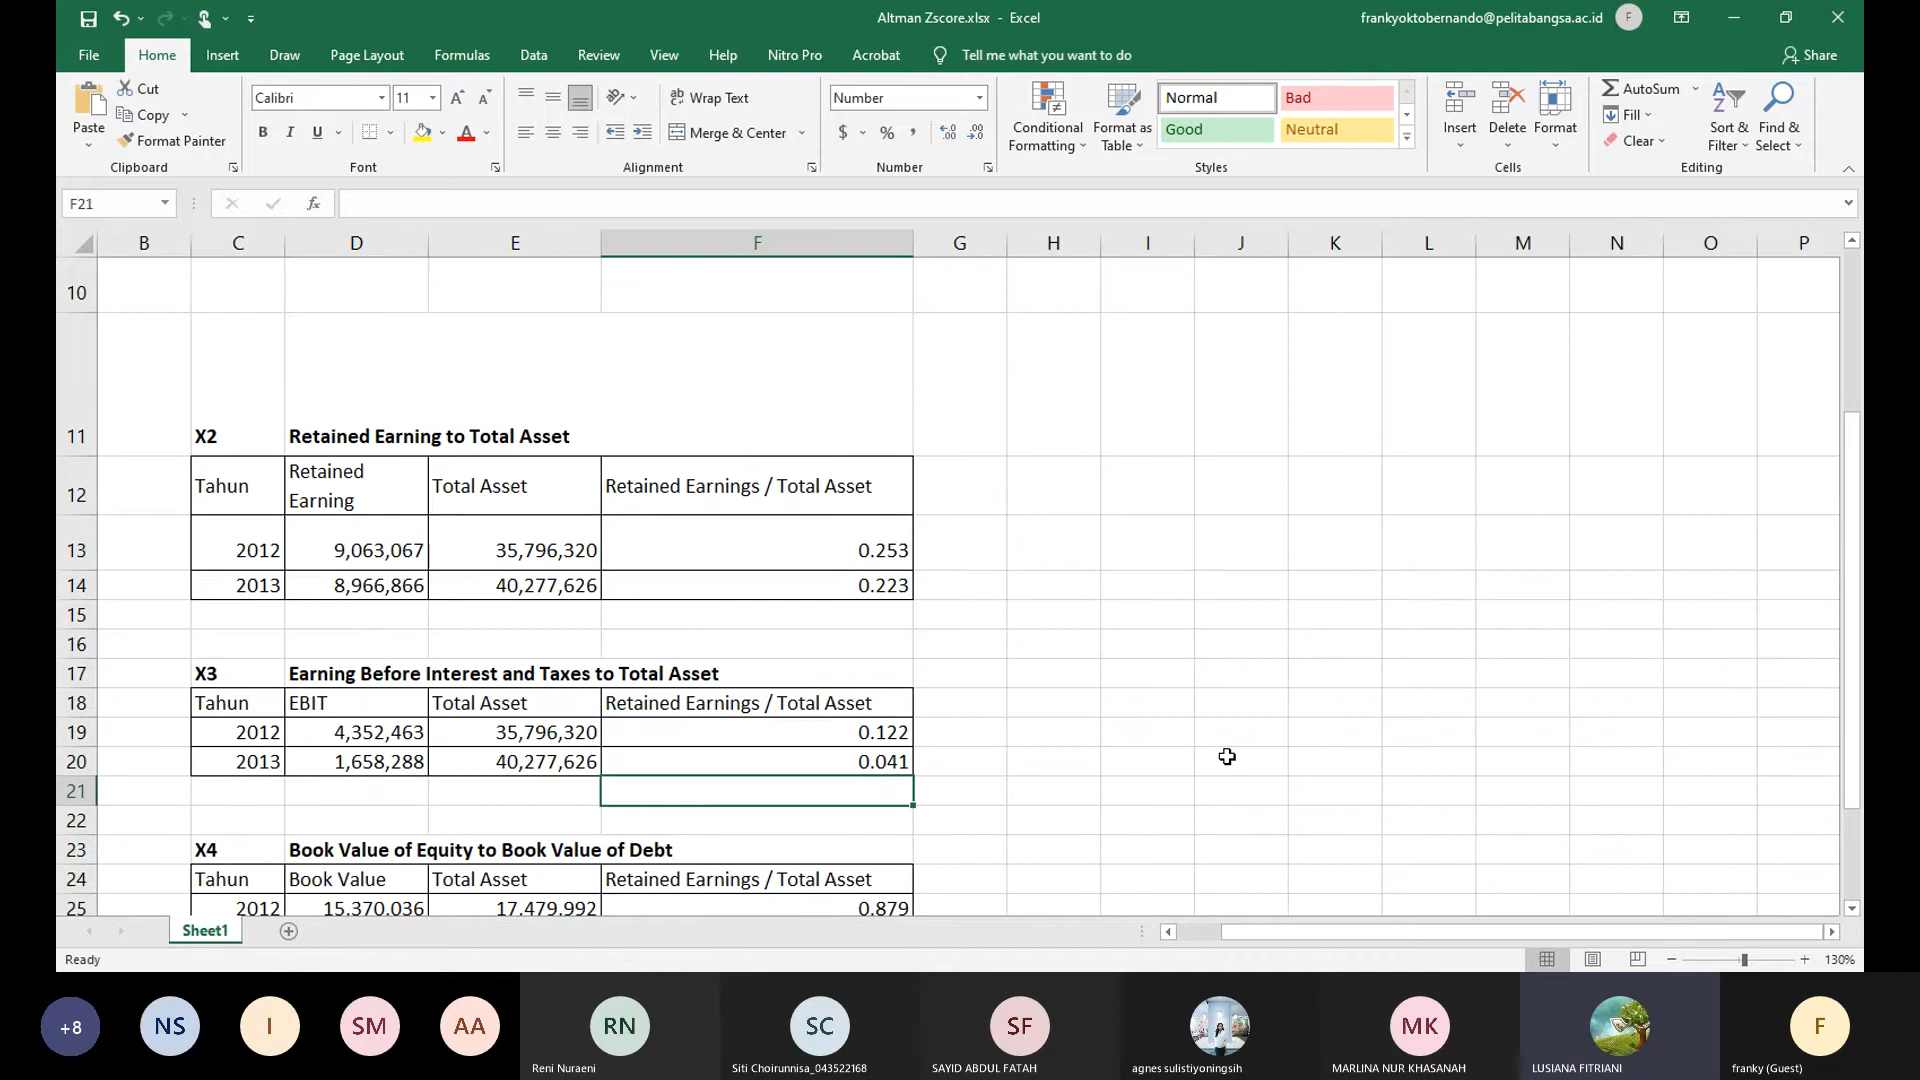 Altman Zscore.xlsx - Excel
frankyoktobernando@pelitabangsa.ac.id F
File Home Insert Draw Page Layout Formulas Data Review View Help Nitro Pro Acrobat Tell me what you want to do Share
Paste
Cut
Copy
Format Painter
Clipboard
Calibri 11
B I U
Font
Wrap Text
Merge & Center
Alignment
Number
$ % ,
Number
Conditional Formatting
Format as Table
Normal Bad
Good Neutral
Styles
Insert Delete Format
Cells
AutoSum
Fill
Clear
Sort & Filter
Find & Select
Editing
F21 fx
B C D E F G H I J K L M N O P
10
11 X2 Retained Earning to Total Asset
12 Tahun Retained Earning Total Asset Retained Earnings / Total Asset
13 2012 9,063,067 35,796,320 0.253
14 2013 8,966,866 40,277,626 0.223
15
16
17 X3 Earning Before Interest and Taxes to Total Asset
18 Tahun EBIT Total Asset Retained Earnings / Total Asset
19 2012 4,352,463 35,796,320 0.122
20 2013 1,658,288 40,277,626 0.041
21
22
23 X4 Book Value of Equity to Book Value of Debt
24 Tahun Book Value Total Asset Retained Earnings / Total Asset
25 2012 15,370,036 17,479,992 0.879
Sheet1
Ready 130%
+8 NS I SM AA RN SC SF MK F
Reni Nuraeni Siti Choirunnisa_043522168 SAYID ABDUL FATAH agnes sulistiyoningsih MARLINA NUR KHASANAH LUSIANA FITRIANI franky (Guest)